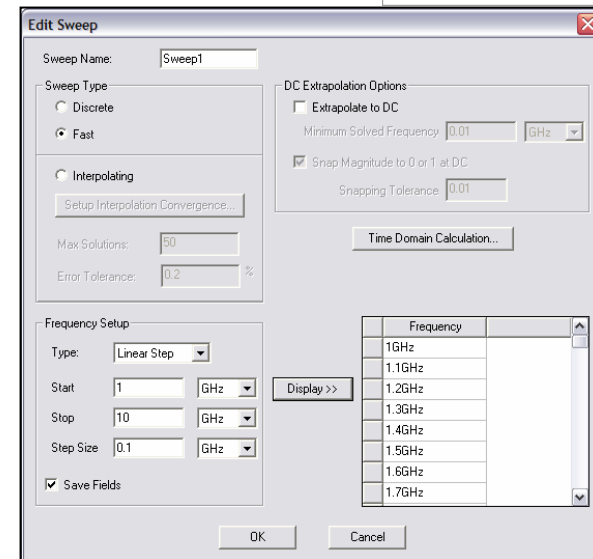 Edit Sweep
Sweep Name: Sweep1
Sweep Type
Discrete
Fast
Interpolating
Setup Interpolation Convergence...
Max Solutions: 50
Error Tolerance: 0.2 %
DC Extrapolation Options
Extrapolate to DC
Minimum Solved Frequency 0.01 GHz
Snap Magnitude to 0 or 1 at DC
Snapping Tolerance 0.01
Time Domain Calculation...
Frequency Setup
Type: Linear Step
Start 1 GHz
Stop 10 GHz
Step Size 0.1 GHz
Save Fields
Display >>
Frequency
1GHz
1.1GHz
1.2GHz
1.3GHz
1.4GHz
1.5GHz
1.6GHz
1.7GHz
OK Cancel